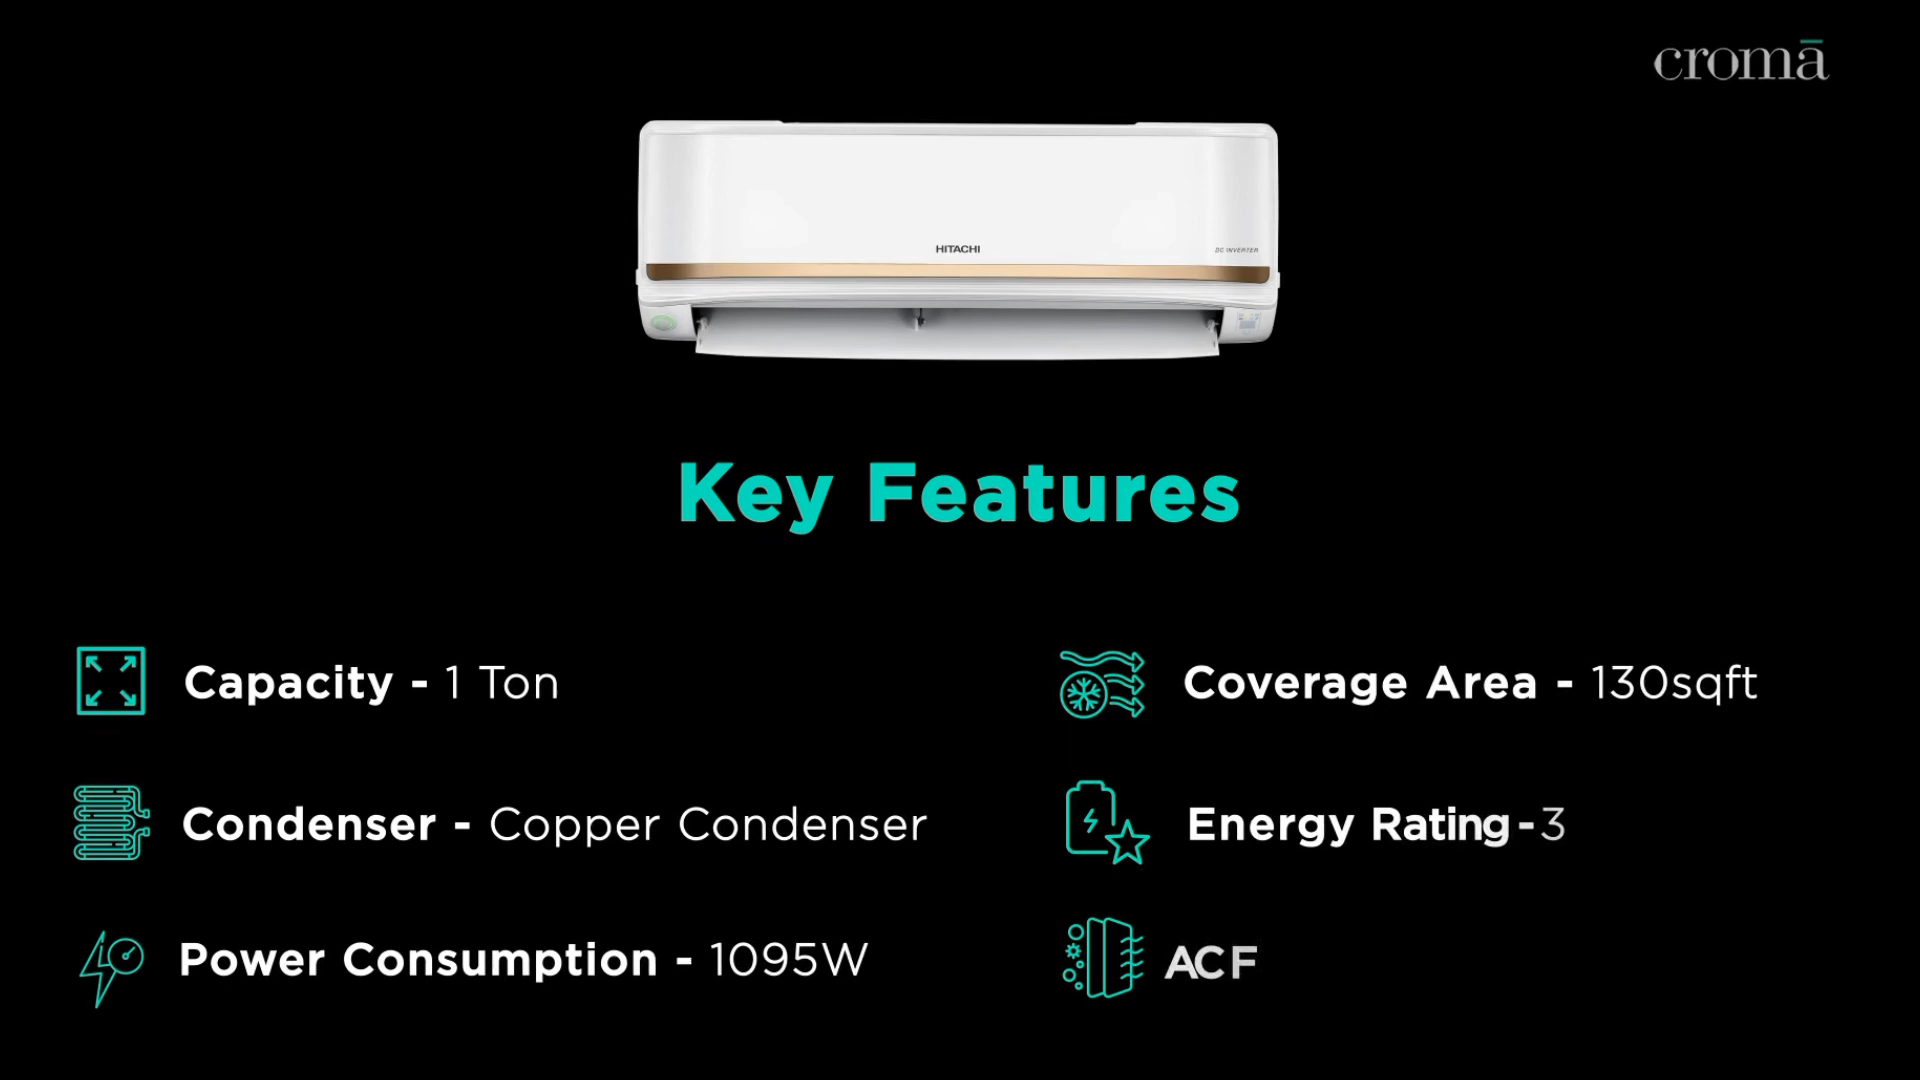 cromā
HITACHI
DC INVERTER
Key Features
Capacity - 1 Ton
Coverage Area - 130sqft
Condenser - Copper Condenser
Energy Rating - 3
Power Consumption - 1095W
ACF